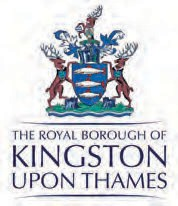 THE ROYAL BOROUGH OF
KINGSTON
UPON THAMES